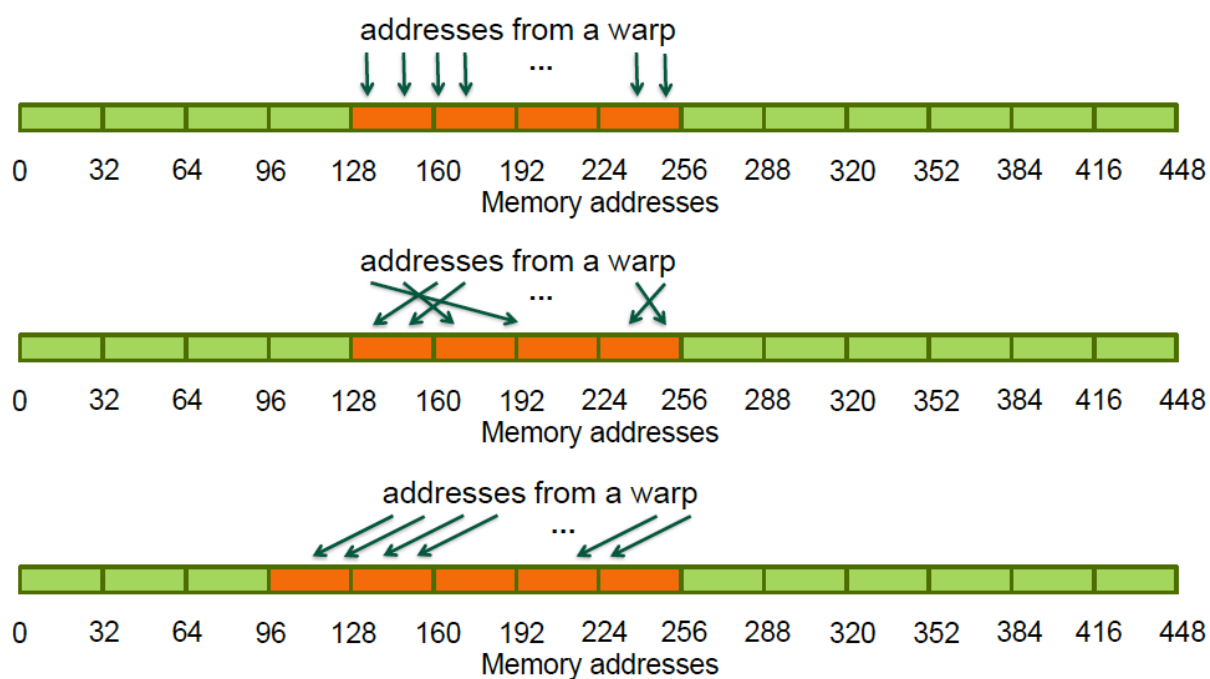 addresses from a warp
...
0 32 64 96 128 160 192 224 256 288 320 352 384 416 448
Memory addresses
addresses from a warp
...
0 32 64 96 128 160 192 224 256 288 320 352 384 416 448
Memory addresses
addresses from a warp
...
0 32 64 96 128 160 192 224 256 288 320 352 384 416 448
Memory addresses